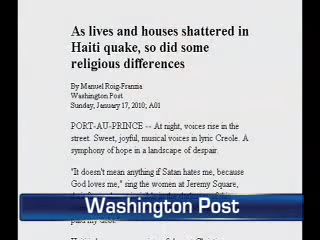 As lives and houses shattered in
Haiti quake, so did some
religious differences
By Manuel Roig-Franzia
Washington Post
Sunday, January 17, 2010; A01
PORT-AU-PRINCE -- At night, voices rise in the
street. Sweet, joyful, musical voices in lyric Creole. A
symphony of hope in a landscape of despair.
"It doesn't mean anything if Satan hates me, because
God loves me," sing the women at Jeremy Square,
Washington Post